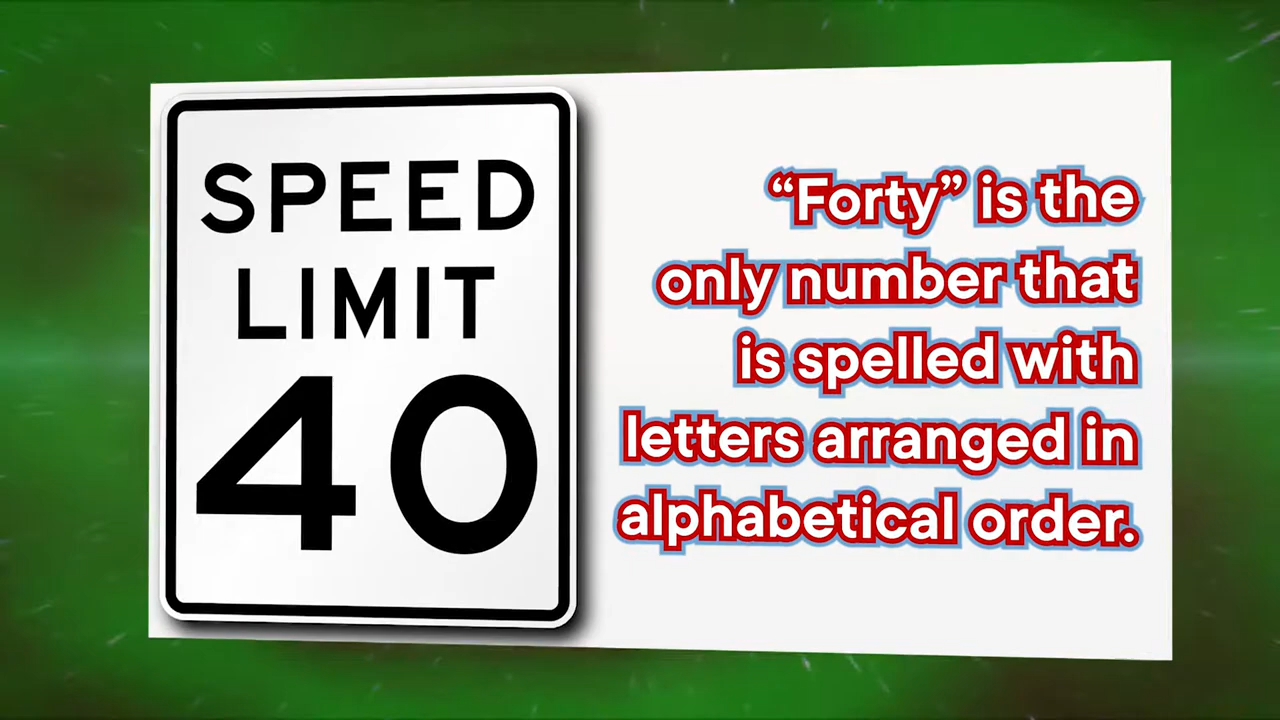 SPEED
LIMIT
40
“Forty” is the
only number that
is spelled with
letters arranged in
alphabetical order.